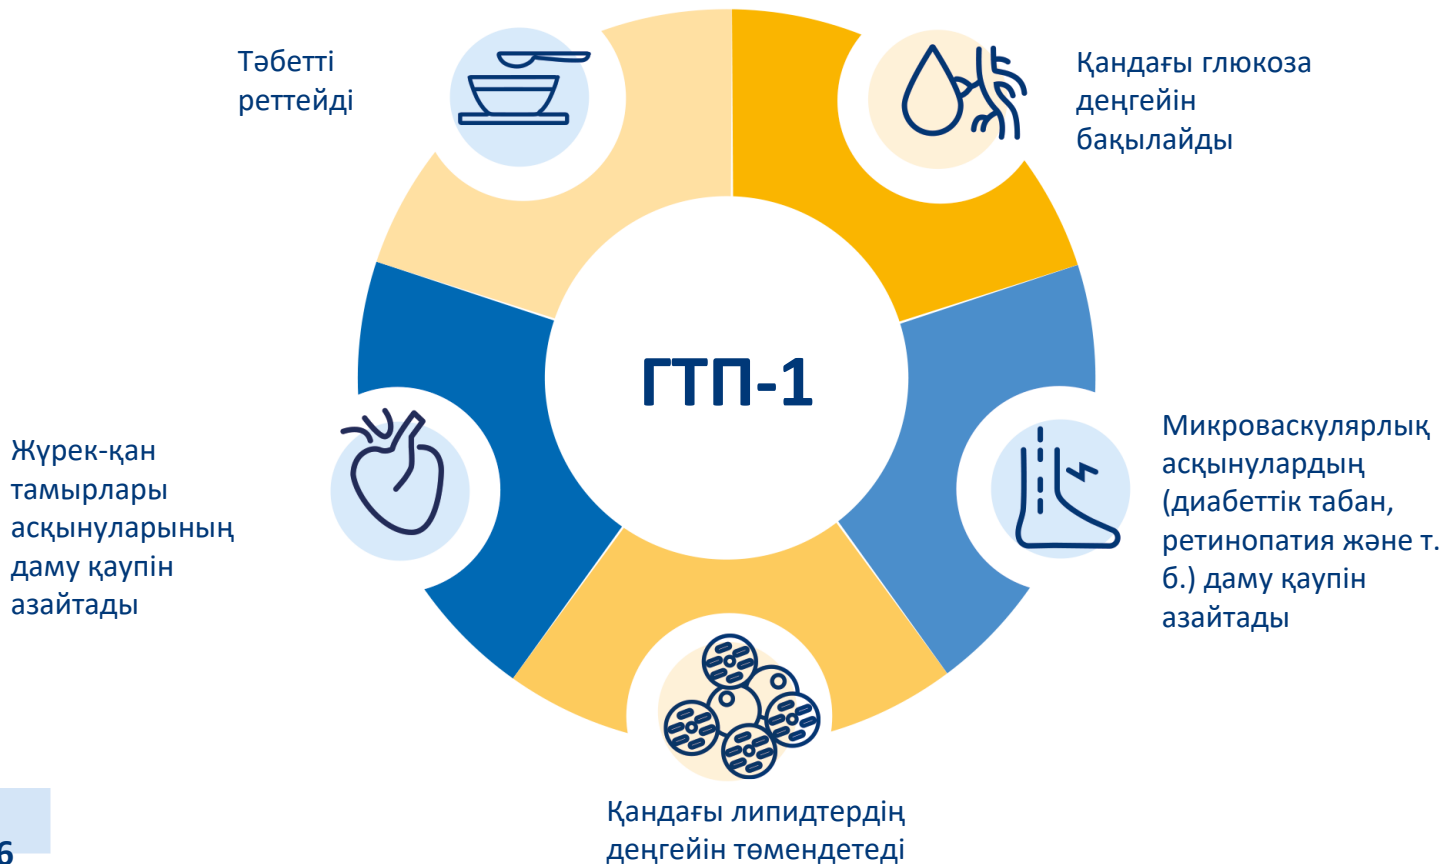 Тәбетті
реттейді
Қандағы глюкоза
деңгейін
бақылайды
ГТП-1
Жүрек-қан
тамырлары
асқынуларының
даму қаупін
азайтады
Микроваскулярлық
асқынулардың
(диабеттік табан,
ретинопатия және т.
б.) даму қаупін
азайтады
Қандағы липидтердің
деңгейін төмендетеді
6